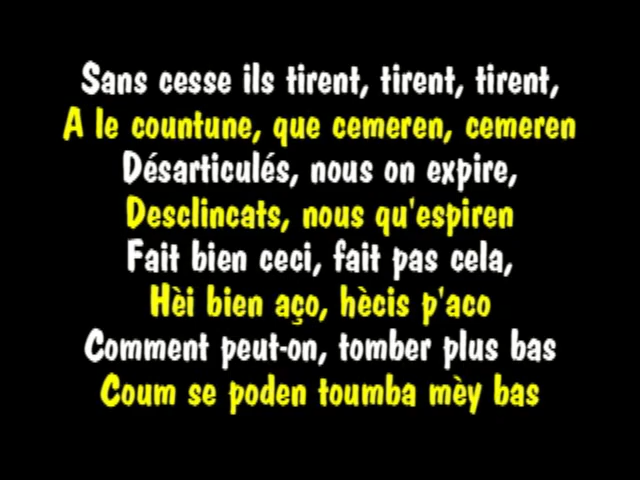 Sans cesse ils tirent, tirent, tirent,
A le countune, que cemeren, cemeren
Désarticulés, nous on expire,
Desclincats, nous qu'espiren
Fait bien ceci, fait pas cela,
Hèi bien aço, hècis p'aco
Comment peut-on, tomber plus bas
Coum se poden toumba mèy bas